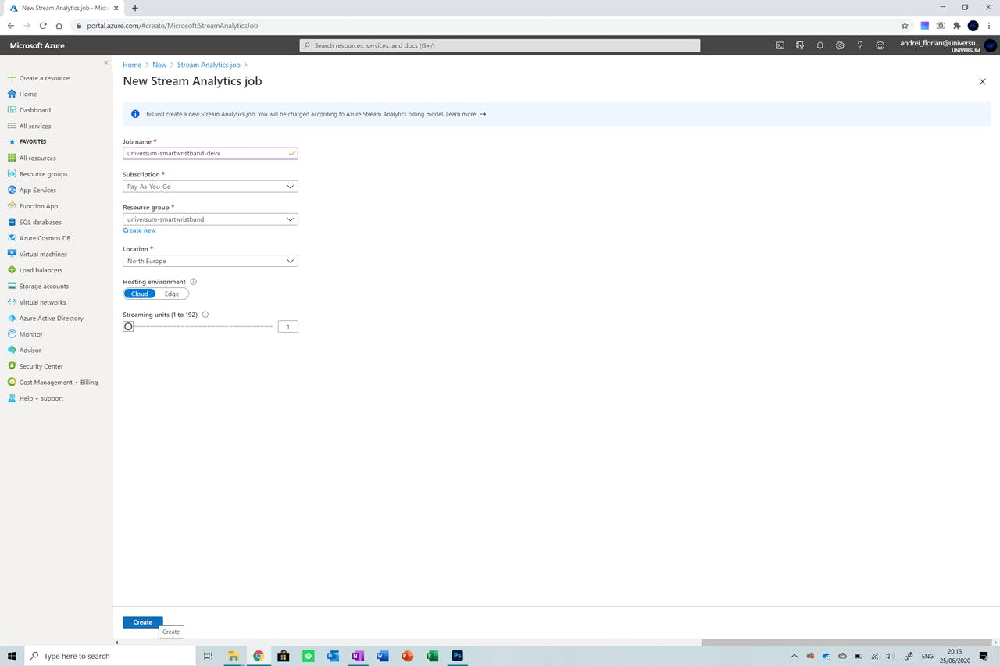 New Stream Analytics job - Micr
portal.azure.com/#create/Microsoft.StreamAnalyticsJob
Microsoft Azure
Search resources, services, and docs (G+/)
andrei_florian@universu...
UNIVERSUM
AF
Create a resource
Home
Dashboard
All services
FAVORITES
All resources
Resource groups
App Services
Function App
SQL databases
Azure Cosmos DB
Virtual machines
Load balancers
Storage accounts
Virtual networks
Azure Active Directory
Monitor
Advisor
Security Center
Cost Management + Billing
Help + support
Home > New > Stream Analytics job >
New Stream Analytics job
This will create a new Stream Analytics job. You will be charged according to Azure Stream Analytics billing model. Learn more. →
Job name *
universum-smartwristband-devx
Subscription *
Pay-As-You-Go
Resource group *
universum-smartwristband
Create new
Location *
North Europe
Hosting environment
Cloud Edge
Streaming units (1 to 192)
1
Create
Create
Type here to search
ENG
20:13
25/06/2020